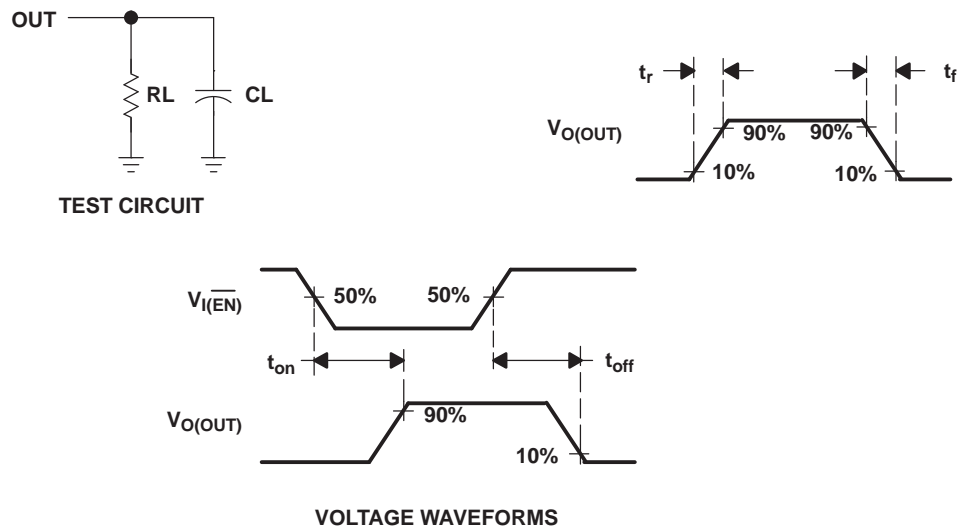 OUT
RL
CL
TEST CIRCUIT
tr
tf
VO(OUT)
90%
90%
10%
10%
VI(E̅N̅)
50%
50%
ton
toff
VO(OUT)
90%
10%
VOLTAGE WAVEFORMS